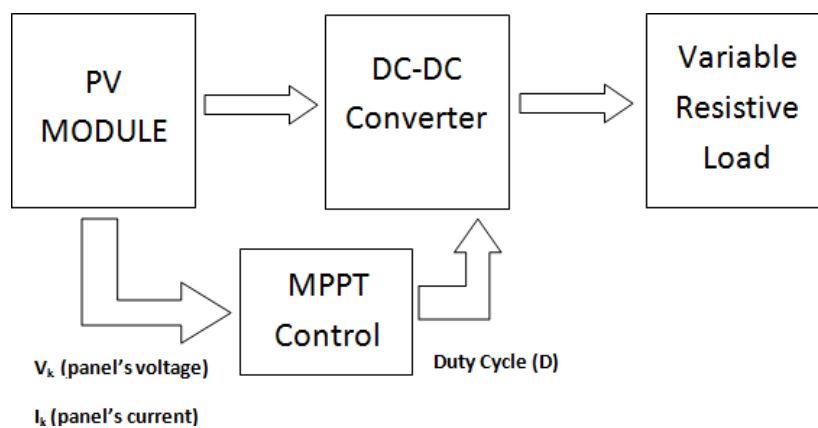 PV
MODULE
DC-DC
Converter
Variable
Resistive
Load
MPPT
Control
Vk (panel's voltage)
Ik (panel's current)
Duty Cycle (D)